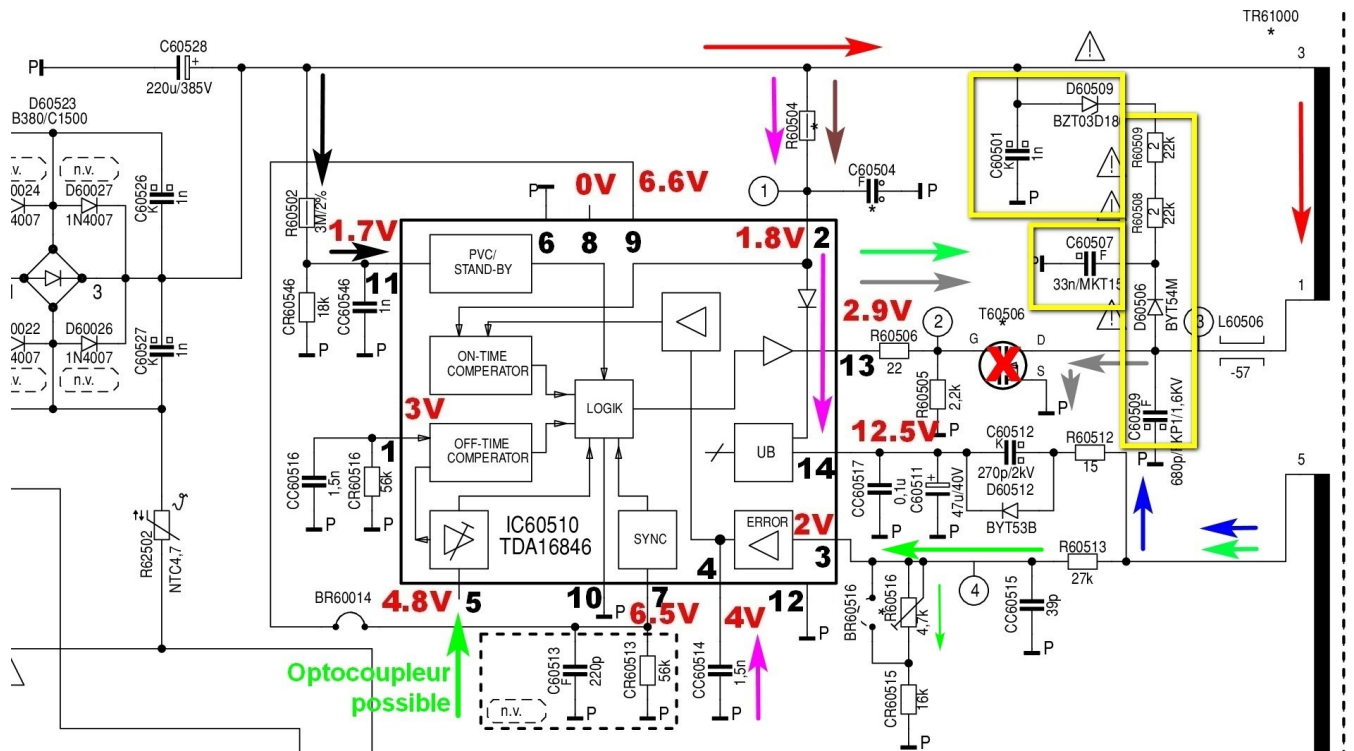 TR61000
*
3
P
C60528
+
220u/385V
D60523
B380/C1500
n.v.
n.v.
D60027
1N4007
C60526
K
1n
3
D60026
1N4007
4007
n.v.
n.v.
C60527
K
1n
R62502
NTC4,7
R60502
3M/2%
1.7V
11
CR60546
18k
P
CC60546
1n
P
P
0V
6.6V
6
8
9
R60504
*
1
C60504
F
*
P
1.8V
2
PVC/
STAND-BY
ON-TIME
COMPERATOR
OFF-TIME
COMPERATOR
LOGIK
UB
ERROR
SYNC
IC60510
TDA16846
3V
1
CC60516
1,5n
P
CR60516
56k
P
2.9V
13
R60506
22
2
R60505
2,2k
P
T60506
*
G
D
S
X
P
12.5V
14
CC60517
0,1u
P
C60511
+
47u/40V
P
C60512
K
270p/2kV
D60512
BYT53B
R60512
15
2V
3
4
12
P
4.8V
5
10
P
7
6.5V
4V
BR60014
Optocoupleur
possible
C60513
F
220p
P
CR60513
56k
P
n.v.
CC60514
1,5n
P
BR60516
*
R60516
4,7k
CR60515
16k
P
4
CC60515
39p
P
R60513
27k
5
D60509
BZT03D18
C60501
K
1n
P
R60509
2
22k
R60508
2
22k
C60507
F
33n/MKT15
D60506
BYT54M
3
L60506
-57
1
C60509
F
680p/FKP1/1,6KV
P